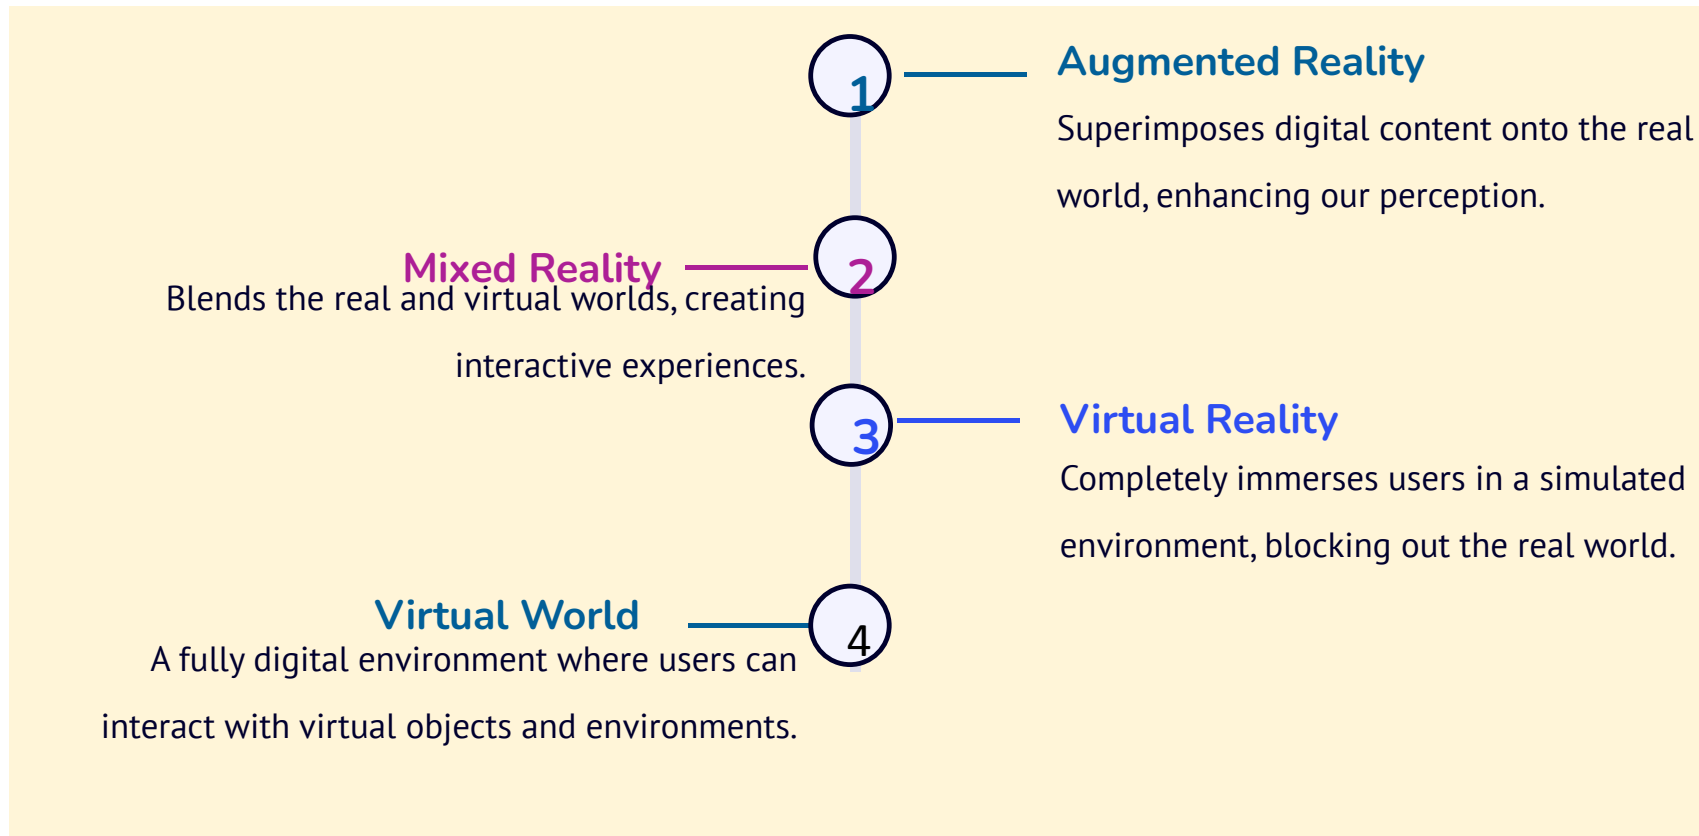 1
Augmented Reality
Superimposes digital content onto the real
world, enhancing our perception.
2
Mixed Reality
Blends the real and virtual worlds, creating
interactive experiences.
3
Virtual Reality
Completely immerses users in a simulated
environment, blocking out the real world.
4
Virtual World
A fully digital environment where users can
interact with virtual objects and environments.